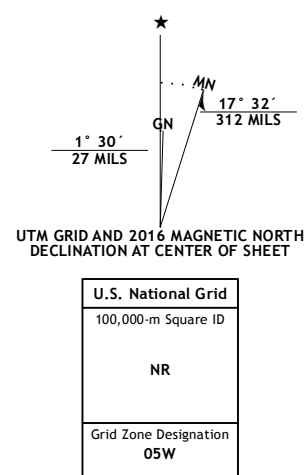 MN
GN
17° 32´
312 MILS
1° 30´
27 MILS
UTM GRID AND 2016 MAGNETIC NORTH
DECLINATION AT CENTER OF SHEET
U.S. National Grid
100,000-m Square ID
NR
Grid Zone Designation
05W